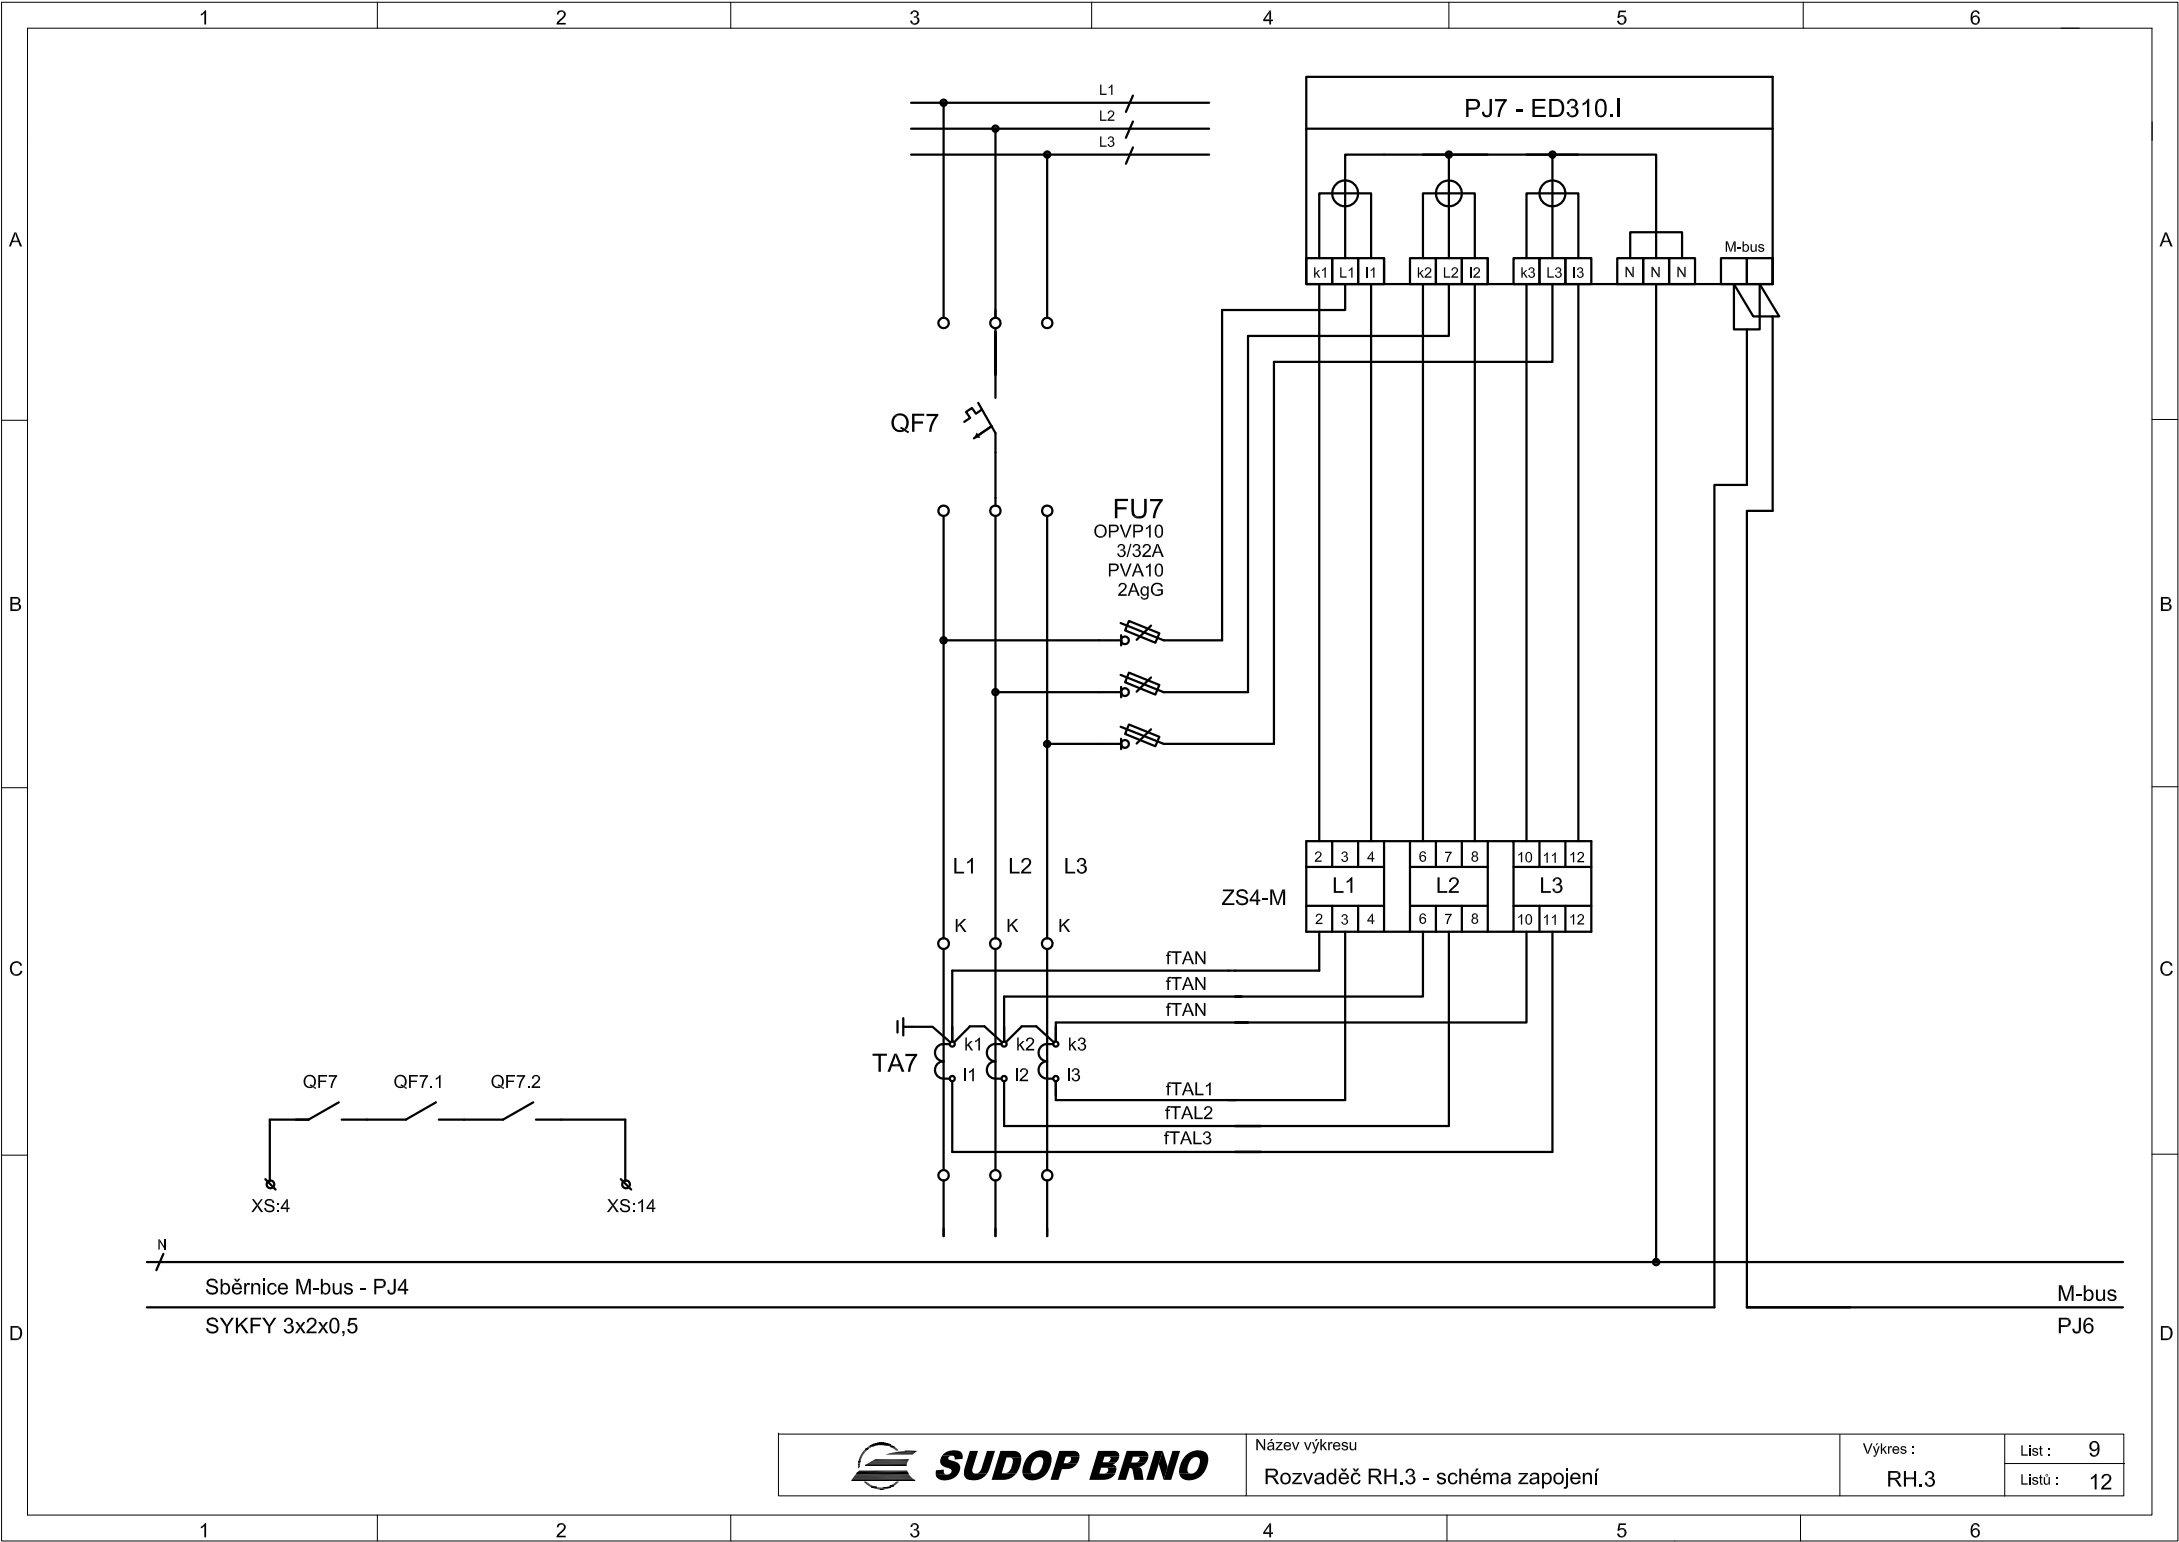 1 2 3 4 5 6
A
B
C
D
A
B
C
D
L1
L2
L3
PJ7 - ED310.I
M-bus
k1 L1 l1 k2 L2 l2 k3 L3 l3 N N N
QF7
FU7
OPVP10
3/32A
PVA10
2AgG
L1 L2 L3
K K K
ZS4-M
2 3 4 6 7 8 10 11 12
L1 L2 L3
2 3 4 6 7 8 10 11 12
fTAN
fTAN
fTAN
TA7
k1 k2 k3
l1 l2 l3
fTAL1
fTAL2
fTAL3
QF7 QF7.1 QF7.2
XS:4 XS:14
N
Sběrnice M-bus - PJ4
SYKFY 3x2x0,5
M-bus
PJ6
SUDOP BRNO
Název výkresu
Rozvaděč RH.3 - schéma zapojení
Výkres :
RH.3
List : 9
Listů : 12
1 2 3 4 5 6